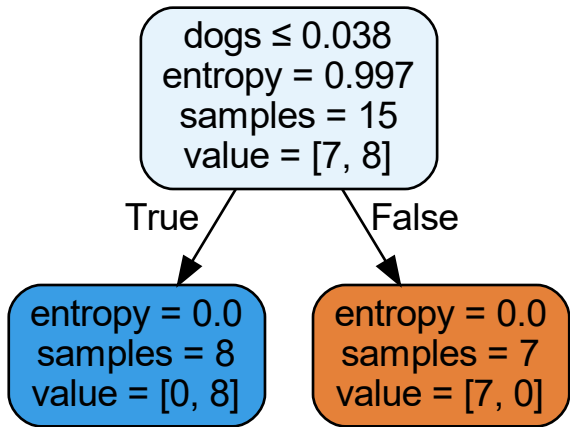 dogs ≤ 0.038
entropy = 0.997
samples = 15
value = [7, 8]
True
False
entropy = 0.0
samples = 8
value = [0, 8]
entropy = 0.0
samples = 7
value = [7, 0]